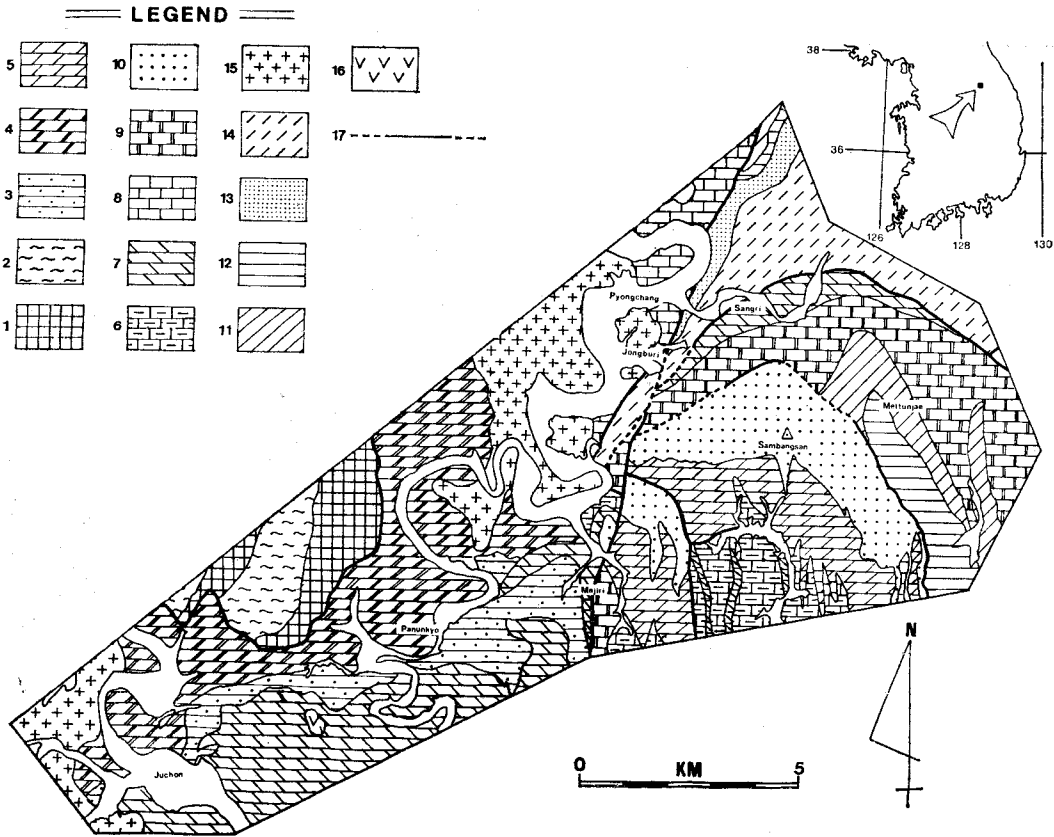 LEGEND
5 10 15 16
4 9 14 17
3 8 13
2 7 12
1 6 11
38
36
126
128
130
Pyongchang
Sangri
Jongburi
Meltunjae
Sambangsan
Majiri
Panunkyo
Juchon
N
0 KM 5